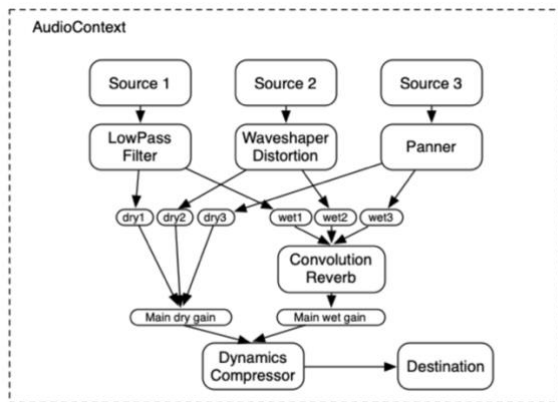 AudioContext
Source 1
Source 2
Source 3
LowPass
Filter
Waveshaper
Distortion
Panner
dry1
dry2
dry3
wet1
wet2
wet3
Convolution
Reverb
Main dry gain
Main wet gain
Dynamics
Compressor
Destination